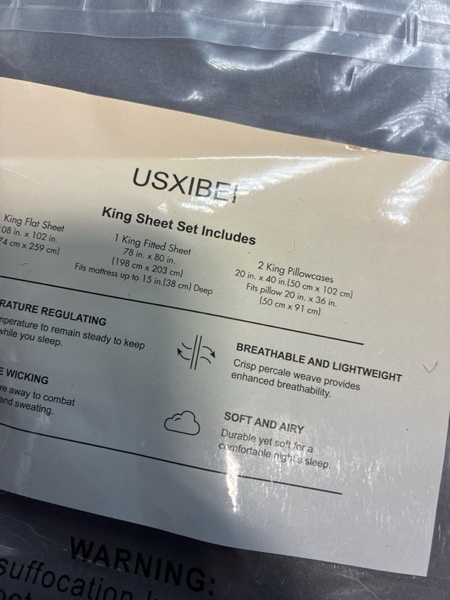 USXIBEI
King Sheet Set Includes
King Flat Sheet
08 in. x 102 in.
74 cm x 259 cm)
1 King Fitted Sheet
78 in. x 80 in.
(198 cm x 203 cm)
Fits mattress up to 15 in.(38 cm) Deep
2 King Pillowcases
20 in. x 40 in.(50 cm x 102 cm)
Fits pillow 20 in. x 36 in.
(50 cm x 91 cm)
RATURE REGULATING
mperature to remain steady to keep
while you sleep.
BREATHABLE AND LIGHTWEIGHT
Crisp percale weave provides
enhanced breathability.
E WICKING
re away to combat
and sweating.
SOFT AND AIRY
Durable yet soft for a
comfortable night's sleep.
WARNING:
suffocation